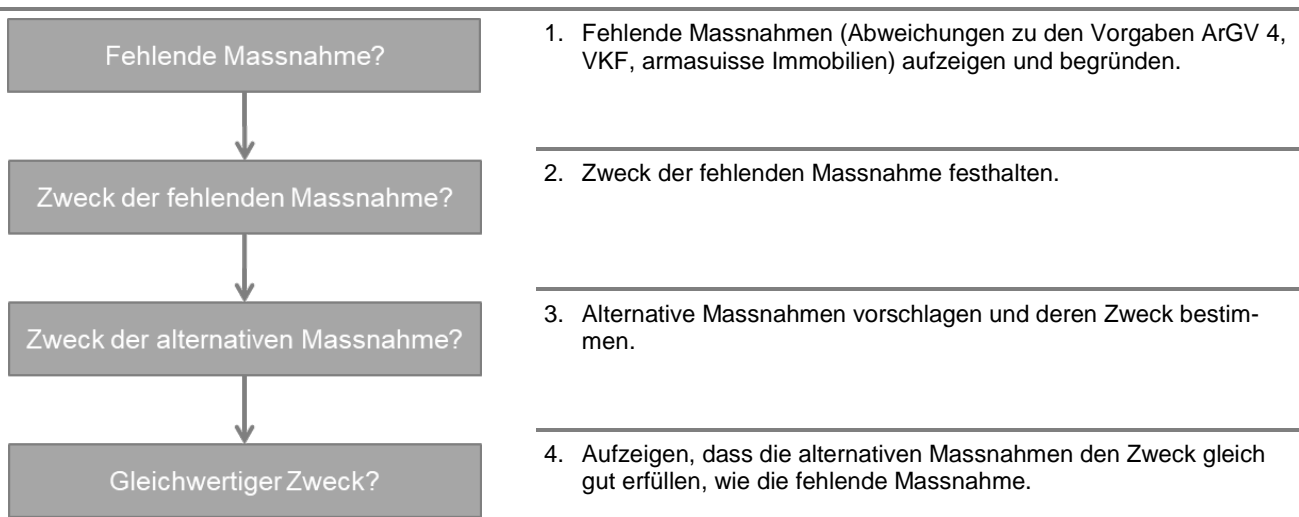 Fehlende Massnahme?
1. Fehlende Massnahmen (Abweichungen zu den Vorgaben ArGV 4,
VKF, armasuisse Immobilien) aufzeigen und begründen.
Zweck der fehlenden Massnahme?
2. Zweck der fehlenden Massnahme festhalten.
Zweck der alternativen Massnahme?
3. Alternative Massnahmen vorschlagen und deren Zweck bestim-
men.
Gleichwertiger Zweck?
4. Aufzeigen, dass die alternativen Massnahmen den Zweck gleich
gut erfüllen, wie die fehlende Massnahme.